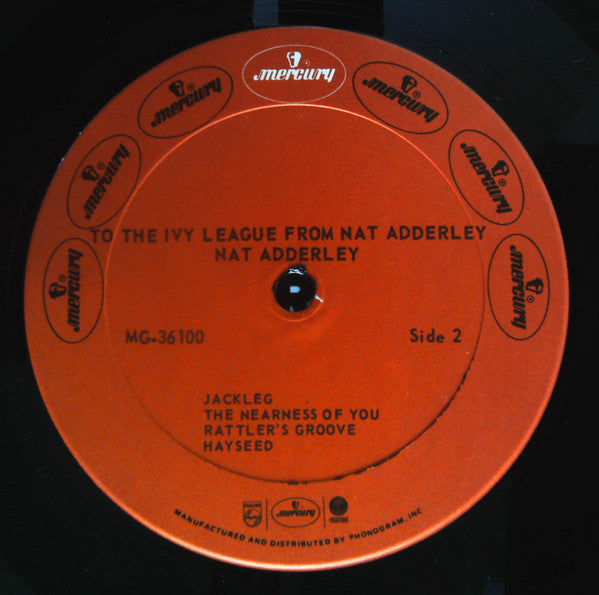 mercury
mercury
mercury
mercury
mercury
mercury
mercury
TO THE IVY LEAGUE FROM NAT ADDERLEY
NAT ADDERLEY
MG-36100
Side 2
JACKLEG
THE NEARNESS OF YOU
RATTLER'S GROOVE
HAYSEED
mercury
MANUFACTURED AND DISTRIBUTED BY PHONOGRAM, INC.